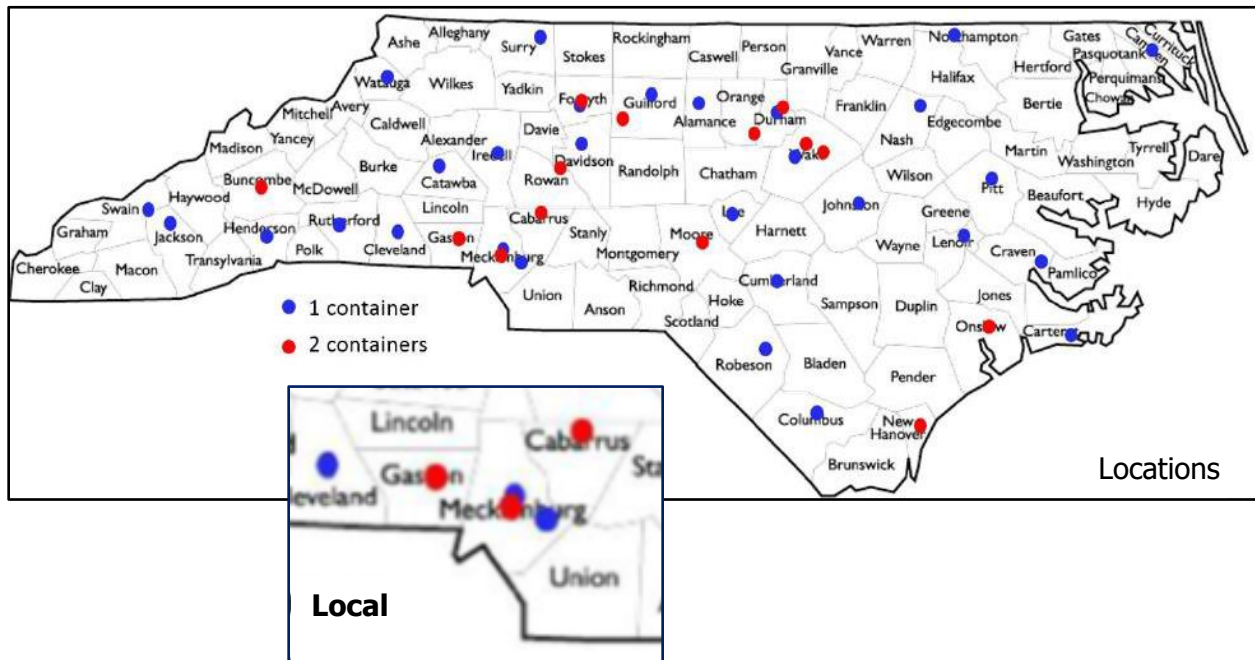 Alleghany
Ashe
Surry
Stokes
Rockingham
Caswell
Person
Vance
Granville
Warren
Northampton
Gates
Currituck
Camden
Pasquotank
Perquimans
Chowan
Hertford
Halifax
Bertie
Watauga
Wilkes
Yadkin
Forsyth
Guilford
Alamance
Orange
Durham
Franklin
Nash
Edgecombe
Martin
Washington
Tyrrell
Dare
Mitchell
Avery
Yancey
Caldwell
Alexander
Iredell
Davie
Davidson
Randolph
Chatham
Wake
Wilson
Pitt
Beaufort
Hyde
Madison
Buncombe
McDowell
Burke
Catawba
Rowan
Lincoln
Cabarrus
Johnston
Greene
Haywood
Swain
Graham
Jackson
Henderson
Rutherford
Cleveland
Gaston
Mecklenburg
Stanly
Montgomery
Moore
Lee
Harnett
Wayne
Lenoir
Craven
Pamlico
Cherokee
Clay
Macon
Transylvania
Polk
Union
Anson
Richmond
Scotland
Hoke
Cumberland
Sampson
Duplin
Jones
Onslow
Carteret
Robeson
Bladen
Pender
Columbus
New
Hanover
Brunswick
1 container
2 containers
Locations
Lincoln
Cabarrus
Gaston
Sta
leveland
Mecklenburg
Union
Local